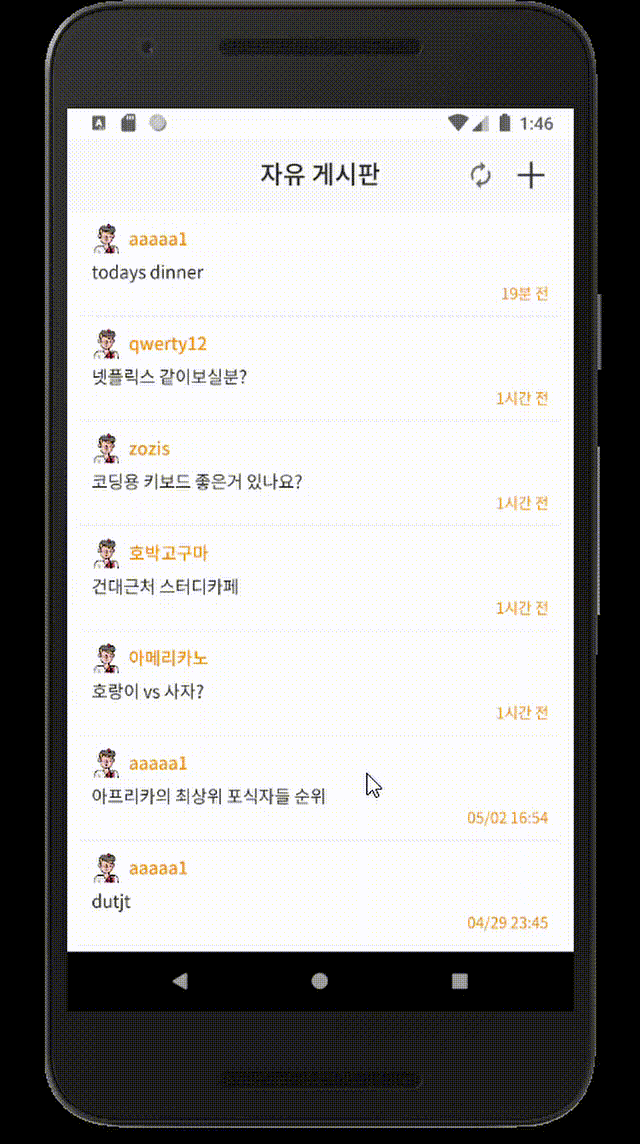 1:46
자유 게시판
aaaaa1
todays dinner
19분 전
qwerty12
넷플릭스 같이보실분?
1시간 전
zozis
코딩용 키보드 좋은거 있나요?
1시간 전
호박고구마
건대근처 스터디카페
1시간 전
아메리카노
호랑이 vs 사자?
1시간 전
aaaaa1
아프리카의 최상위 포식자들 순위
05/02 16:54
aaaaa1
dutjt
04/29 23:45